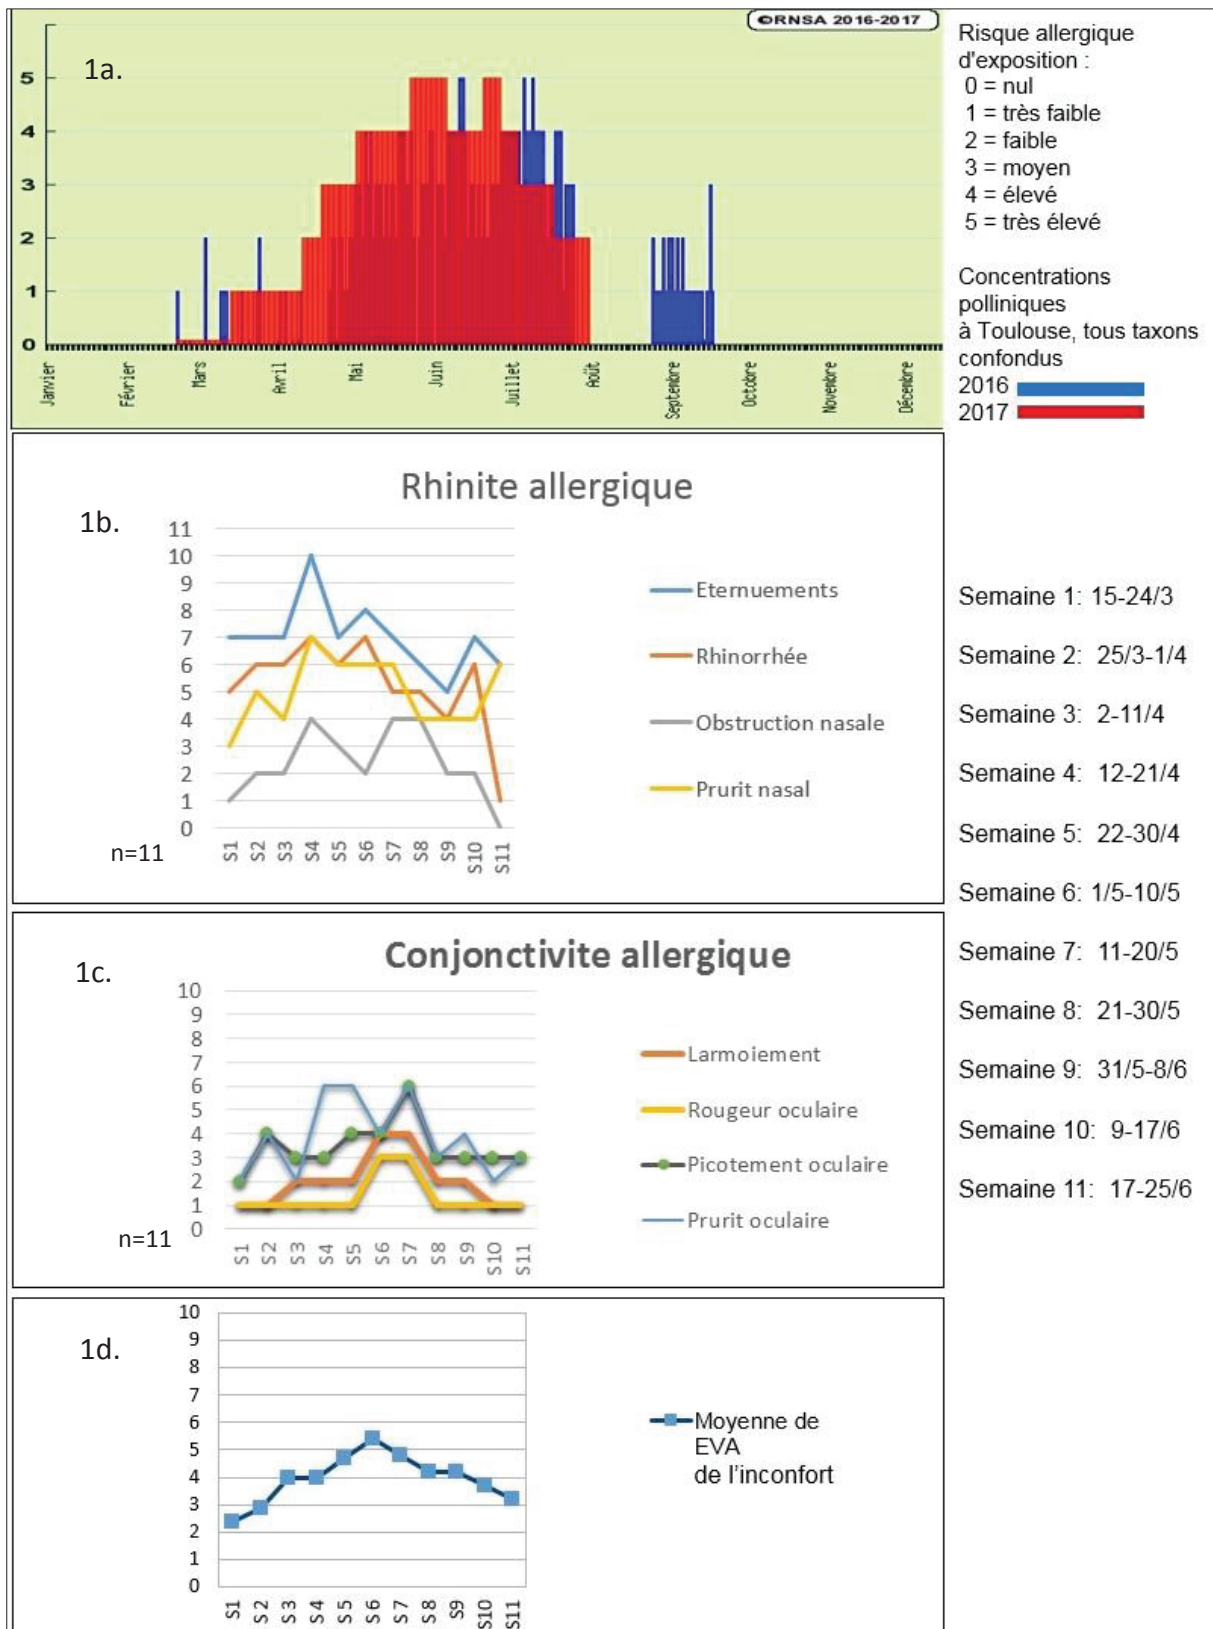 ©RNSA 2016-2017
1a.
5
4
3
2
1
0
Janvier
Février
Mars
Avril
Mai
Juin
Juillet
Août
Septembre
Octobre
Novembre
Décembre
Risque allergique
d'exposition :
0 = nul
1 = très faible
2 = faible
3 = moyen
4 = élevé
5 = très élevé
Concentrations
polliniques
à Toulouse, tous taxons
confondus
2016
2017
Rhinite allergique
1b.
11
10
9
8
7
6
5
4
3
2
1
0
n=11
S1
S2
S3
S4
S5
S6
S7
S8
S9
S10
S11
Eternuements
Rhinorrhée
Obstruction nasale
Prurit nasal
Semaine 1: 15-24/3
Semaine 2: 25/3-1/4
Semaine 3: 2-11/4
Semaine 4: 12-21/4
Semaine 5: 22-30/4
Semaine 6: 1/5-10/5
Semaine 7: 11-20/5
Semaine 8: 21-30/5
Semaine 9: 31/5-8/6
Semaine 10: 9-17/6
Semaine 11: 17-25/6
Conjonctivite allergique
1c.
10
9
8
7
6
5
4
3
2
1
0
n=11
S1
S2
S3
S4
S5
S6
S7
S8
S9
S10
S11
Larmoiement
Rougeur oculaire
Picotement oculaire
Prurit oculaire
1d.
10
9
8
7
6
5
4
3
2
1
0
S1
S 2
S 3
S 4
S 5
S 6
S 7
S 8
S9
S10
S11
Moyenne de
EVA
de l'inconfort